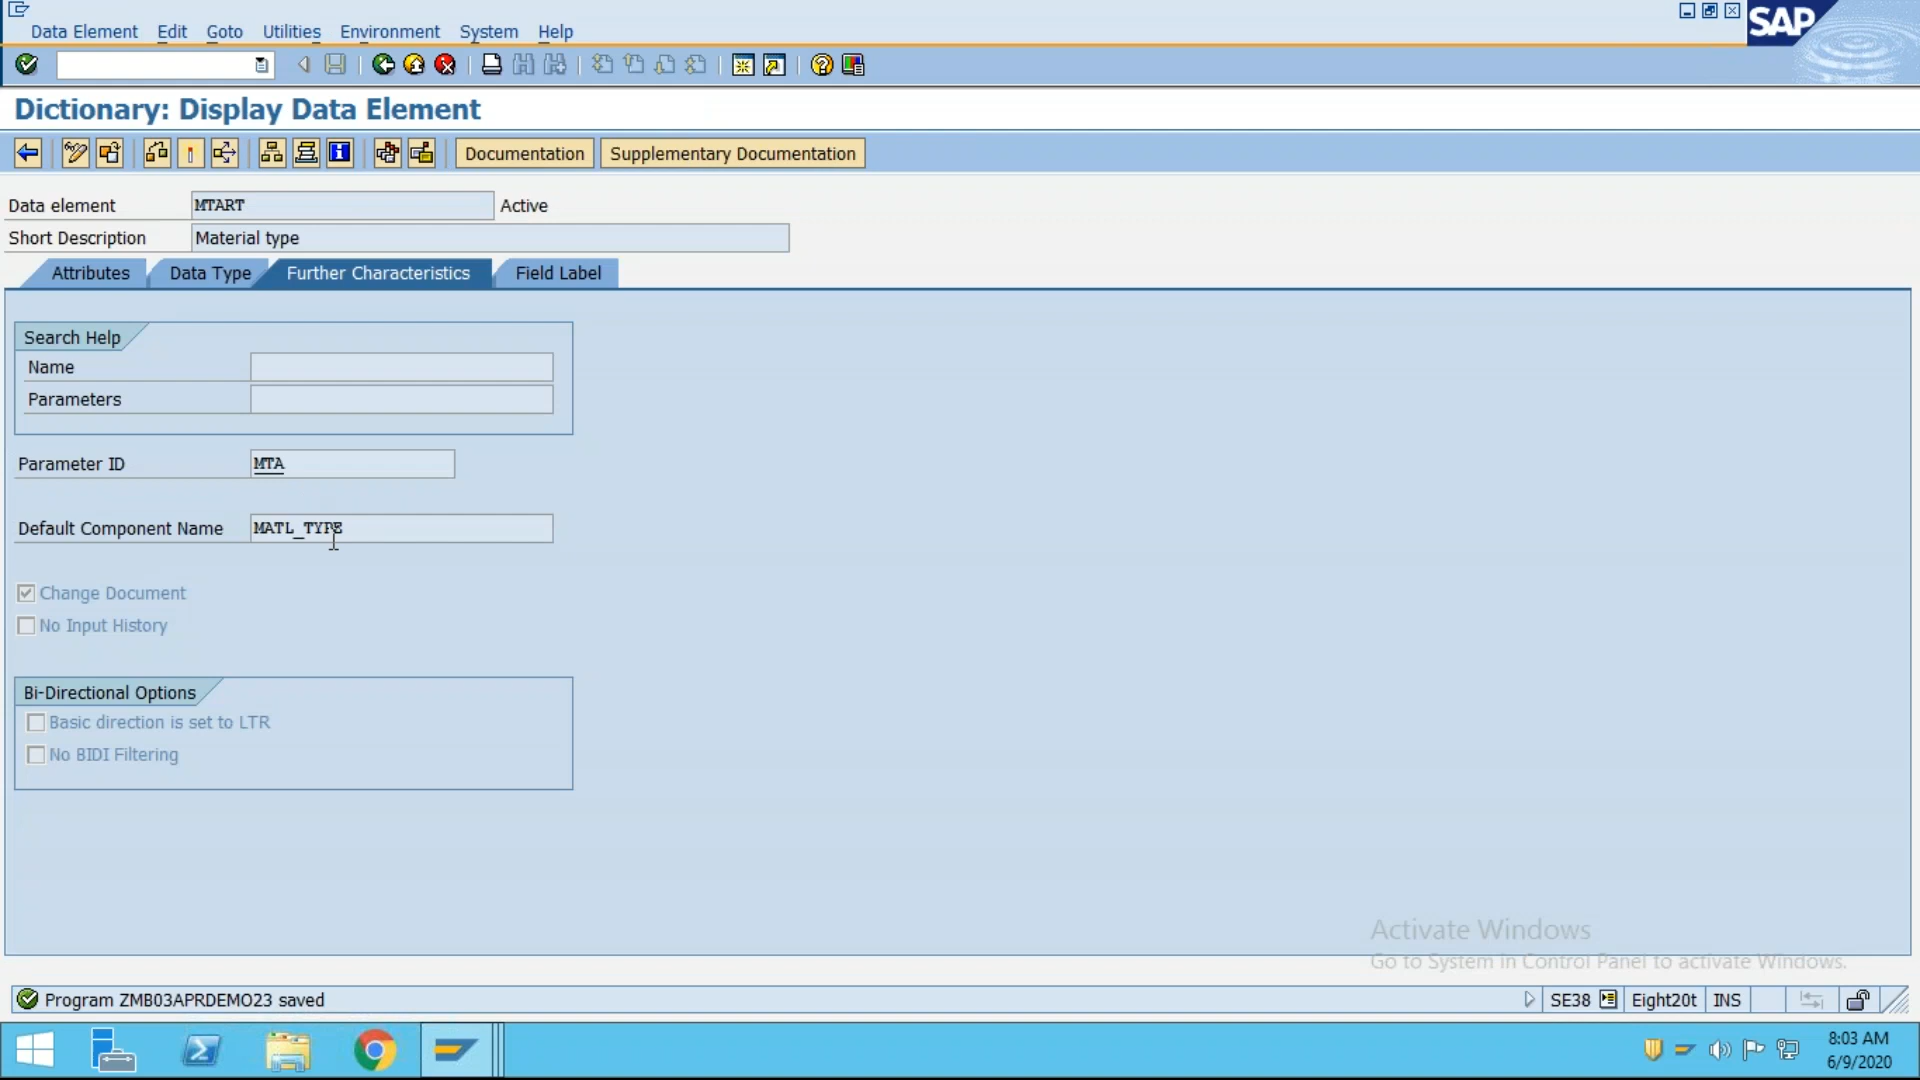 Data Element Edit Goto Utilities Environment System Help
SAP
Dictionary: Display Data Element
Documentation Supplementary Documentation
Data element MTART Active
Short Description Material type
Attributes Data Type Further Characteristics Field Label
Search Help
Name
Parameters
Parameter ID MTA
Default Component Name MATL_TYPE
Change Document
No Input History
Bi-Directional Options
Basic direction is set to LTR
No BIDI Filtering
Activate Windows
Go to System in Control Panel to activate Windows.
Program ZMB03APRDEMO23 saved SE38 Eight20t INS
8:03 AM
6/9/2020